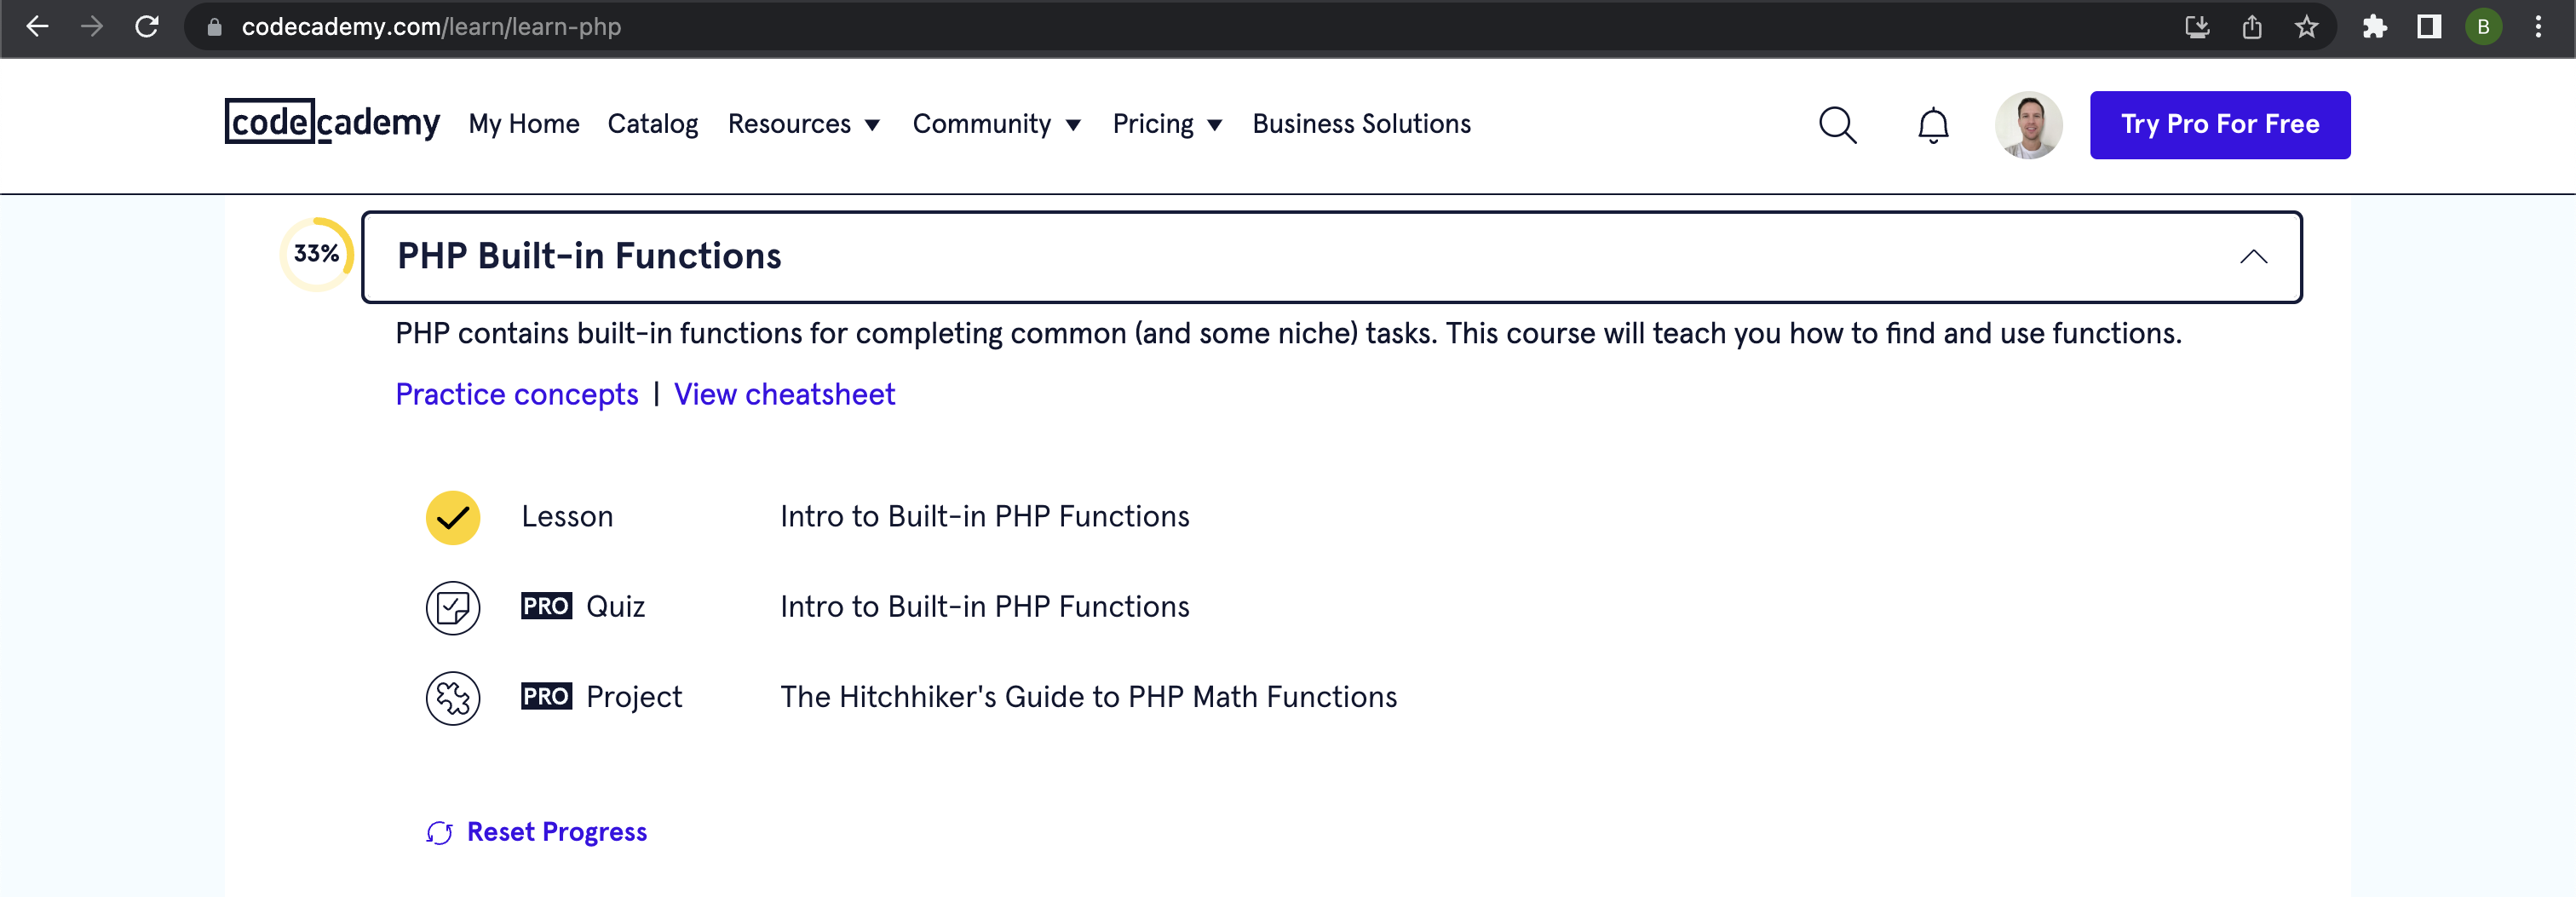 codecademy.com/learn/learn-php B
codecademy My Home Catalog Resources Community Pricing Business Solutions Try Pro For Free
33% PHP Built-in Functions
PHP contains built-in functions for completing common (and some niche) tasks. This course will teach you how to find and use functions.
Practice concepts | View cheatsheet
Lesson Intro to Built-in PHP Functions
PRO Quiz Intro to Built-in PHP Functions
PRO Project The Hitchhiker's Guide to PHP Math Functions
Reset Progress